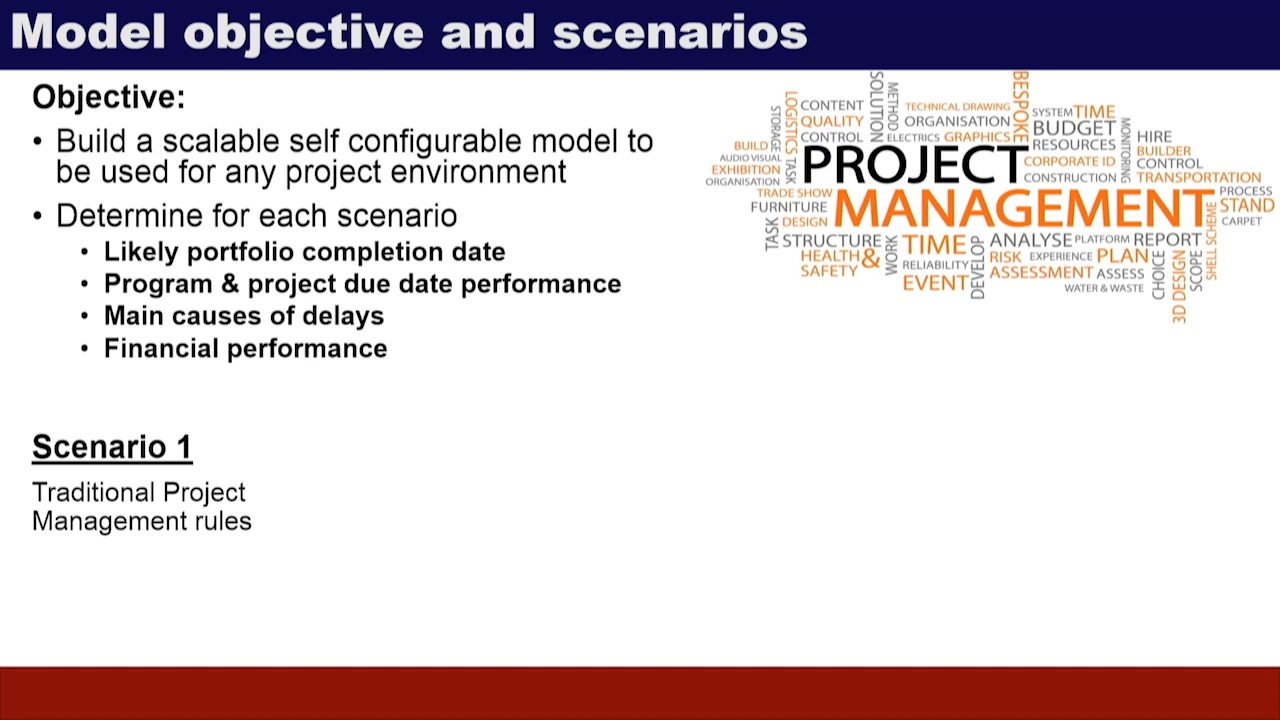 Model objective and scenarios
Objective:
• Build a scalable self configurable model to
be used for any project environment
• Determine for each scenario
• Likely portfolio completion date
• Program & project due date performance
• Main causes of delays
• Financial performance
Scenario 1
Traditional Project
Management rules
SOLUTION
METHOD
BESPOKE
LOGISTICS
STORAGE
CONTENT
TECHNICAL DRAWING
SYSTEM
TIME
QUALITY
ORGANISATION
BUDGET
MONITORING
HIRE
CONTROL
ELECTRICS
GRAPHICS
RESOURCES
BUILDER
BUILD
AUDIO VISUAL
TASK
PROJECT
CORPORATE ID
CONTROL
EXHIBITION
CONSTRUCTION
TRANSPORTATION
ORGANISATION
TRADE SHOW
MANAGEMENT
PROCESS
FURNITURE
STAND
DESIGN
CARPET
TASK
STRUCTURE
WORK
TIME
ANALYSE
PLATFORM
REPORT
SHELL SCHEME
HEALTH
&
SAFETY
RELIABILITY
DEVELOP
RISK
EXPERIENCE
PLAN
CHOICE
SCOPE
ASSESSMENT
ASSESS
EVENT
WATER & WASTE
3D DESIGN